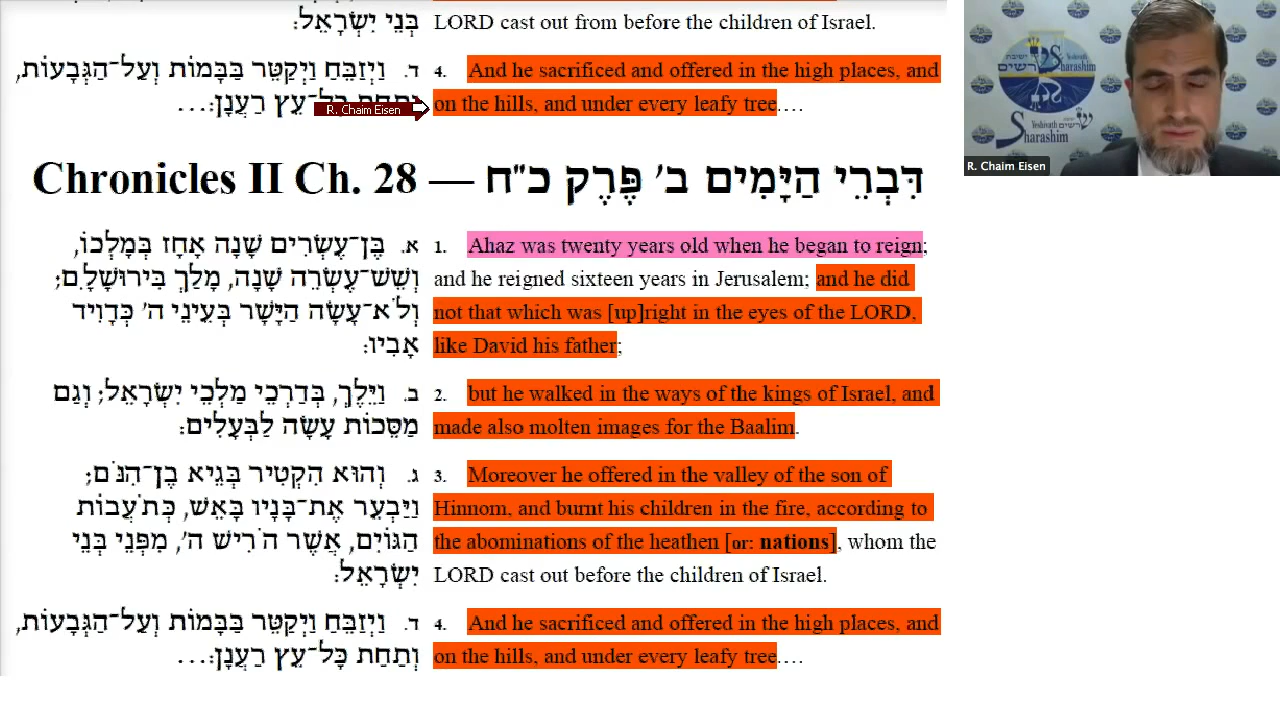 בְּנֵי יִשְׂרָאֵל:
LORD cast out from before the children of Israel.
ד. וַיְזַבֵּחַ וַיְקַטֵּר בַּבָּמוֹת וְעַל־הַגְּבָעוֹת,
עֵץ רַעֲנָן:…
4. And he sacrificed and offered in the high places, and
on the hills, and under every leafy tree….
R. Chaim Eisen
Chronicles II Ch. 28 — דִּבְרֵי הַיָּמִים ב׳ פֶּרֶק כ״ח
א. בֶּן־עֶשְׂרִים שָׁנָה אָחָז בְּמָלְכוֹ,
וְשֵׁשׁ־עֶשְׂרֵה שָׁנָה, מָלַךְ בִּירוּשָׁלָם;
וְלֹא־עָשָׂה הַיָּשָׁר בְּעֵינֵי ה׳ כְּדָוִיד
אָבִיו:
1. Ahaz was twenty years old when he began to reign;
and he reigned sixteen years in Jerusalem; and he did
not that which was [up]right in the eyes of the LORD,
like David his father;
ב. וַיֵּלֶךְ, בְּדַרְכֵי מַלְכֵי יִשְׂרָאֵל; וְגַם
מַסֵּכוֹת עָשָׂה לַבְּעָלִים:
2. but he walked in the ways of the kings of Israel, and
made also molten images for the Baalim.
ג. וְהוּא הִקְטִיר בְּגֵיא בֶן־הִנֹּם;
וַיַּבְעֵר אֶת־בָּנָיו בָּאֵשׁ, כְּתֹעֲבוֹת
הַגּוֹיִם, אֲשֶׁר הֹרִישׁ ה׳, מִפְּנֵי בְּנֵי
יִשְׂרָאֵל:
3. Moreover he offered in the valley of the son of
Hinnom, and burnt his children in the fire, according to
the abominations of the heathen [or: nations], whom the
LORD cast out before the children of Israel.
ד. וַיְזַבֵּחַ וַיְקַטֵּר בַּבָּמוֹת וְעַל־הַגְּבָעוֹת,
וְתַחַת כָּל־עֵץ רַעֲנָן:…
4. And he sacrificed and offered in the high places, and
on the hills, and under every leafy tree….
ישיבת
שרשים
Sharashim
Yeshivath
Sharashim
R. Chaim Eisen